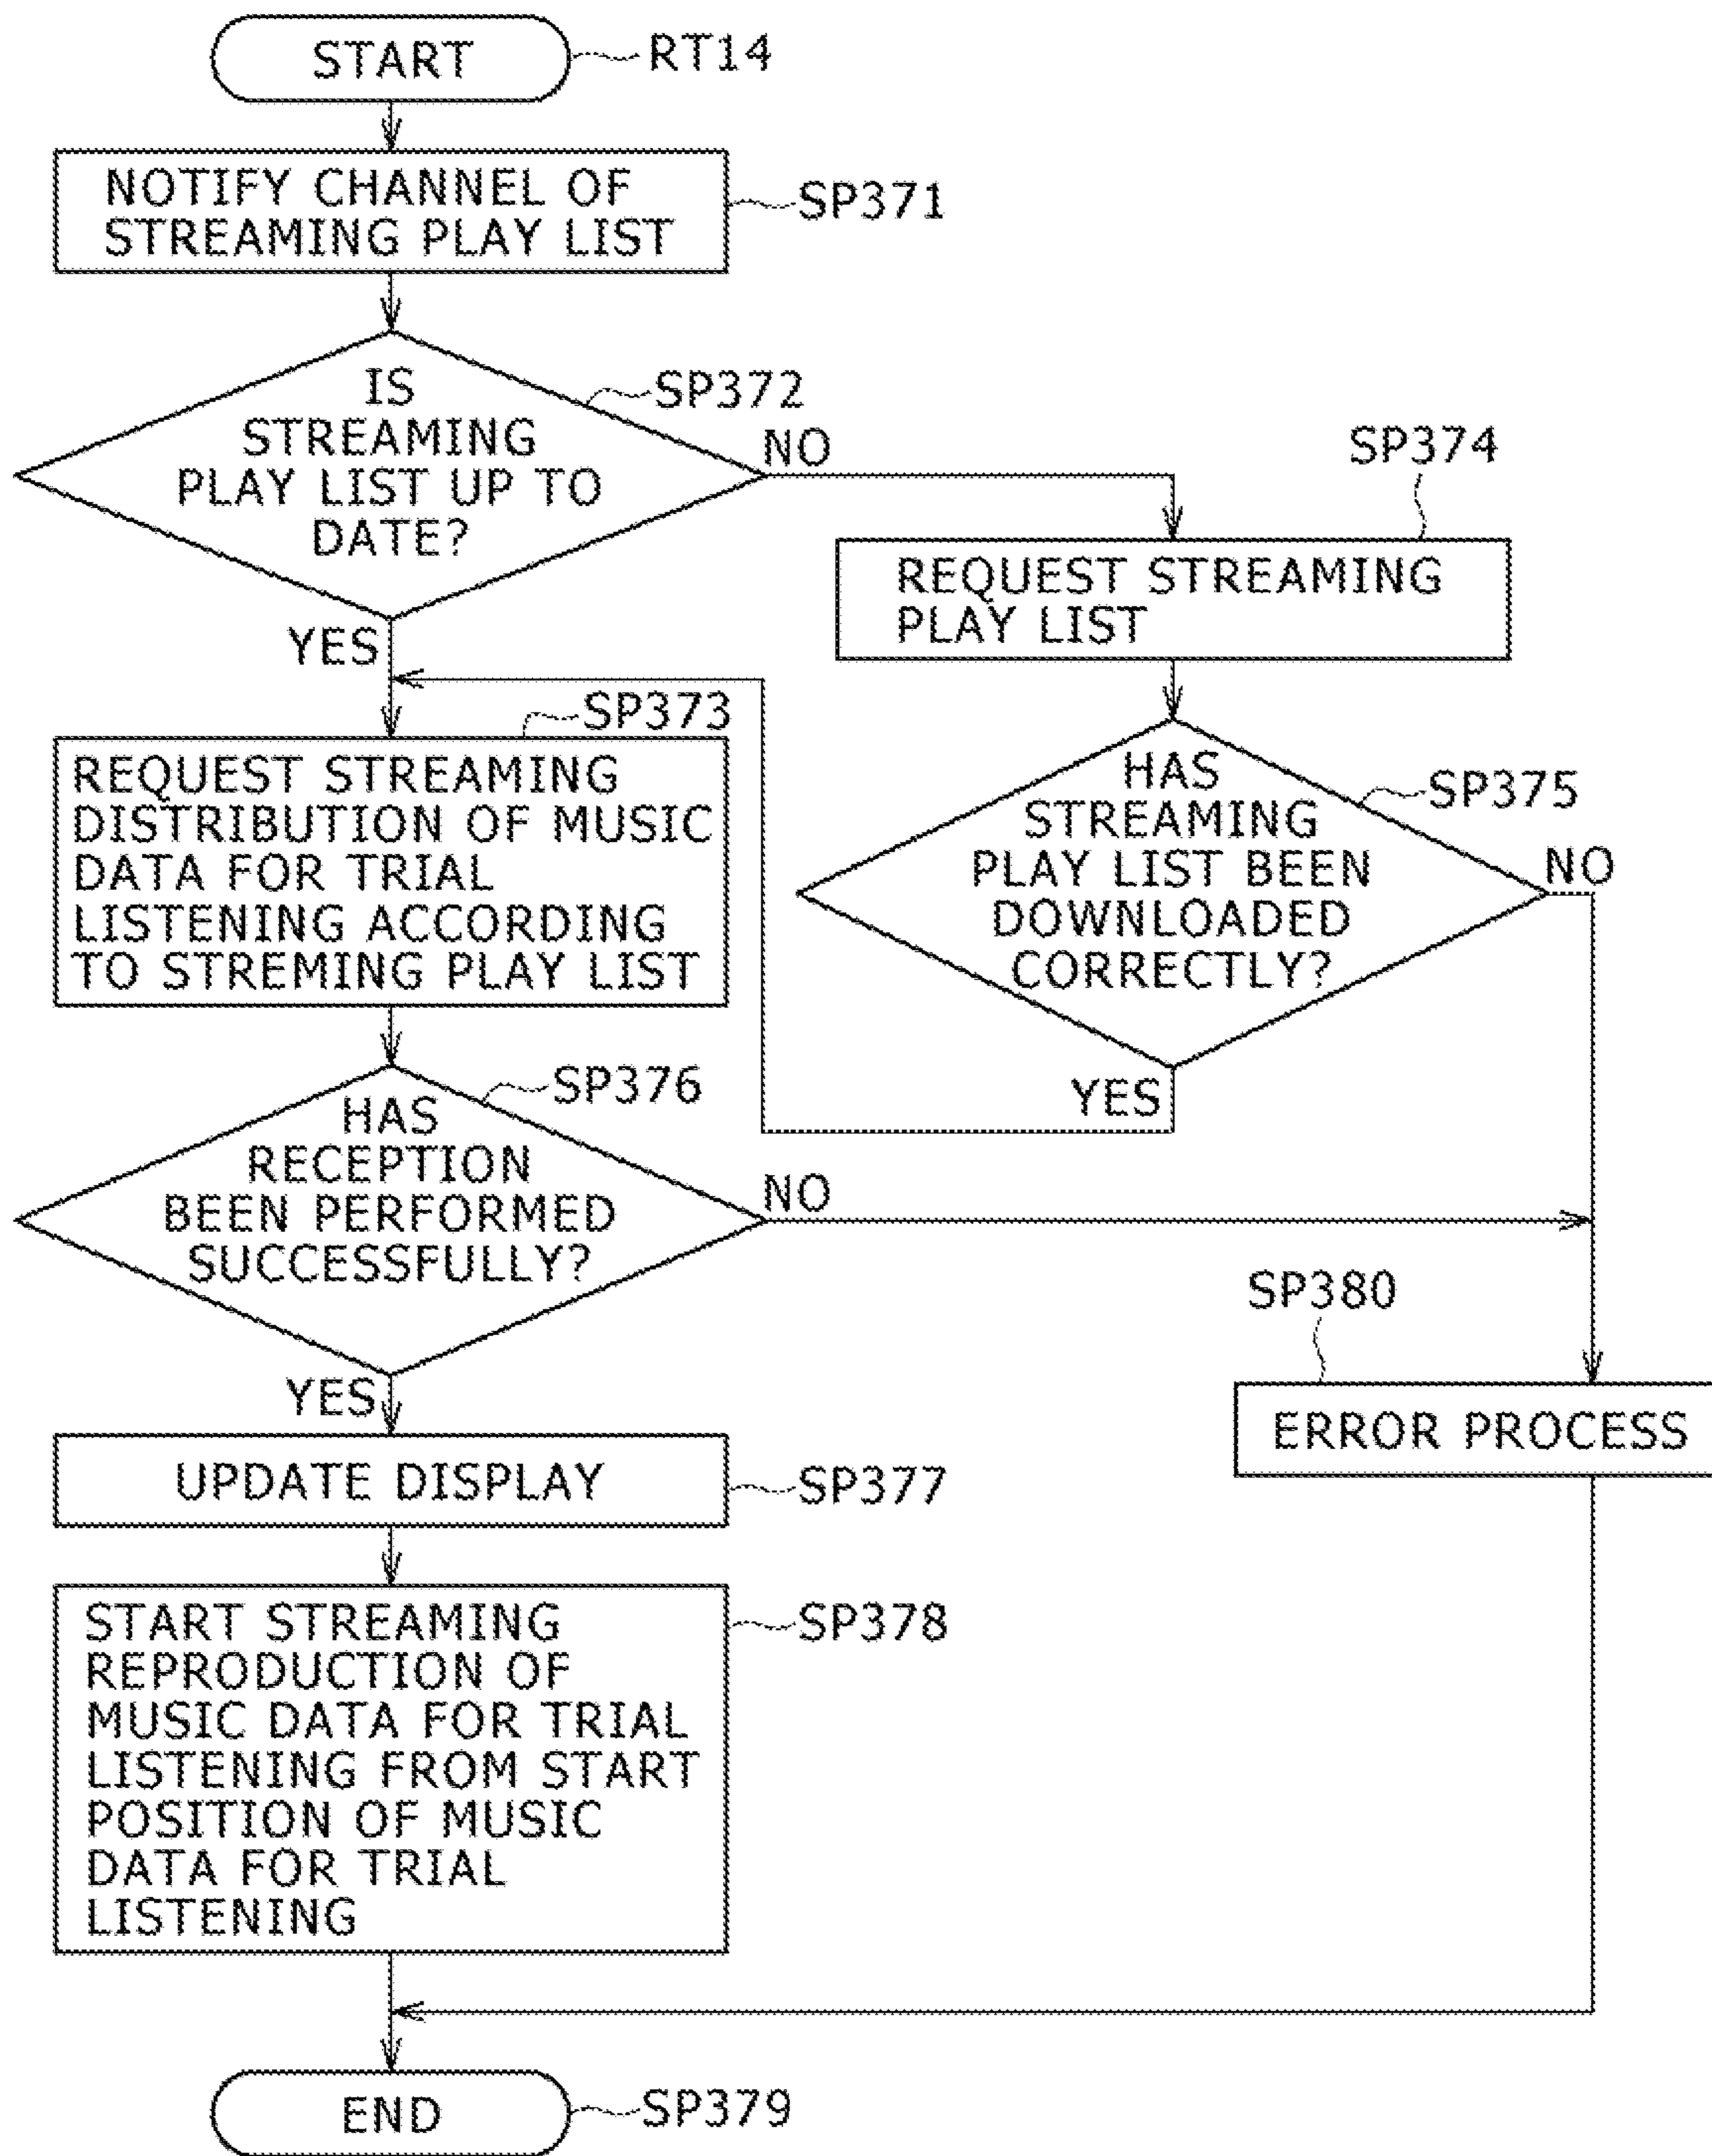 START
RT14
NOTIFY CHANNEL OF
STREAMING PLAY LIST
SP371
IS
STREAMING
PLAY LIST UP TO
DATE?
SP372
NO
YES
SP374
REQUEST STREAMING
PLAY LIST
SP373
REQUEST STREAMING
DISTRIBUTION OF MUSIC
DATA FOR TRIAL
LISTENING ACCORDING
TO STREMING PLAY LIST
HAS
STREAMING
PLAY LIST BEEN
DOWNLOADED
CORRECTLY?
SP375
NO
YES
SP376
HAS
RECEPTION
BEEN PERFORMED
SUCCESSFULLY?
NO
YES
SP380
ERROR PROCESS
UPDATE DISPLAY
SP377
START STREAMING
REPRODUCTION OF
MUSIC DATA FOR TRIAL
LISTENING FROM START
POSITION OF MUSIC
DATA FOR TRIAL
LISTENING
SP378
END
SP379